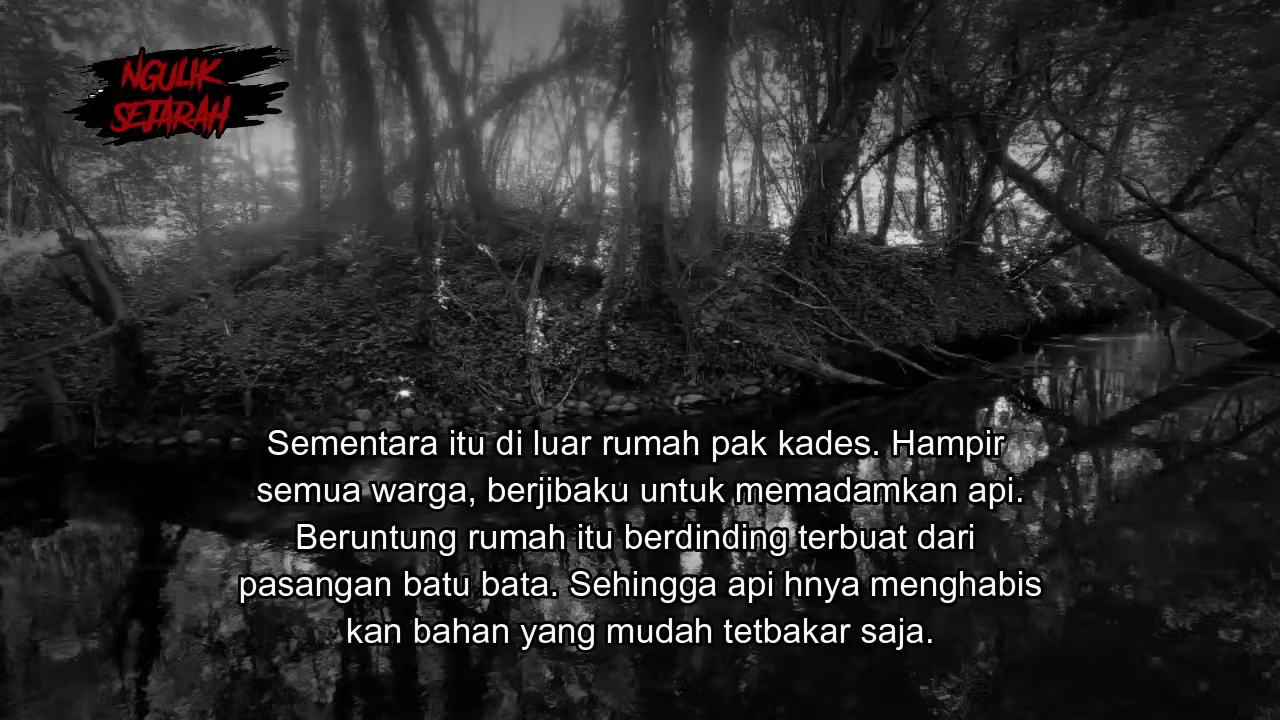 NGULIK
SEJARAH
Sementara itu di luar rumah pak kades. Hampir
semua warga, berjibaku untuk memadamkan api.
Beruntung rumah itu berdinding terbuat dari
pasangan batu bata. Sehingga api hnya menghabis
kan bahan yang mudah tetbakar saja.